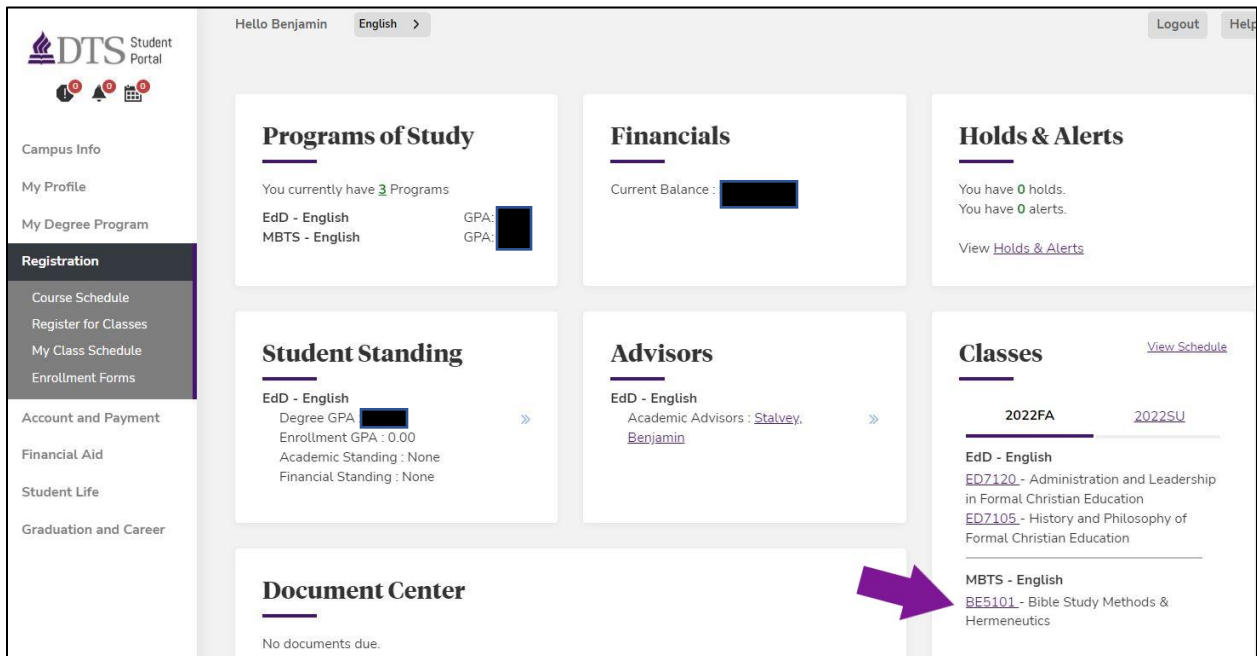 Hello Benjamin
English >
Logout
Help
DTS Student
Portal
0 0 0
Campus Info
My Profile
My Degree Program
Registration
Course Schedule
Register for Classes
My Class Schedule
Enrollment Forms
Account and Payment
Financial Aid
Student Life
Graduation and Career
Programs of Study
You currently have 3 Programs
EdD - English GPA:
MBTS - English GPA:
Financials
Current Balance :
Holds & Alerts
You have 0 holds.
You have 0 alerts.
View Holds & Alerts
Student Standing
EdD - English
Degree GPA
Enrollment GPA : 0.00
Academic Standing : None
Financial Standing : None
»
Advisors
EdD - English
Academic Advisors : Stalvey,
Benjamin
»
Classes
View Schedule
2022FA 2022SU
EdD - English
ED7120 - Administration and Leadership
in Formal Christian Education
ED7105 - History and Philosophy of
Formal Christian Education
MBTS - English
BE5101 - Bible Study Methods &
Hermeneutics
Document Center
No documents due.